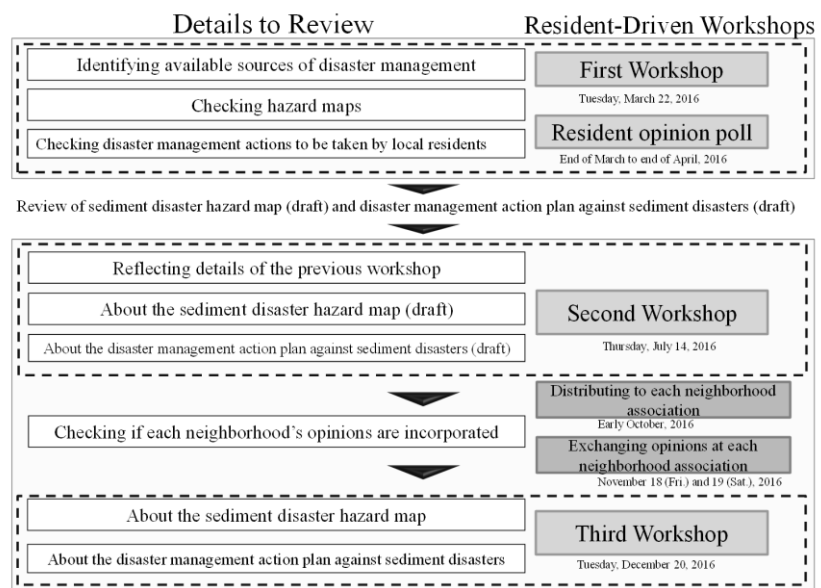 Details to Review
Resident-Driven Workshops
Identifying available sources of disaster management
First Workshop
Tuesday, March 22, 2016
Checking hazard maps
Resident opinion poll
Checking disaster management actions to be taken by local residents
End of March to end of April, 2016
Review of sediment disaster hazard map (draft) and disaster management action plan against sediment disasters (draft)
Reflecting details of the previous workshop
About the sediment disaster hazard map (draft)
Second Workshop
About the disaster management action plan against sediment disasters (draft)
Thursday, July 14, 2016
Distributing to each neighborhood
association
Early October, 2016
Checking if each neighborhood's opinions are incorporated
Exchanging opinions at each
neighborhood association
November 18 (Fri.) and 19 (Sat.), 2016
About the sediment disaster hazard map
Third Workshop
About the disaster management action plan against sediment disasters
Tuesday, December 20, 2016